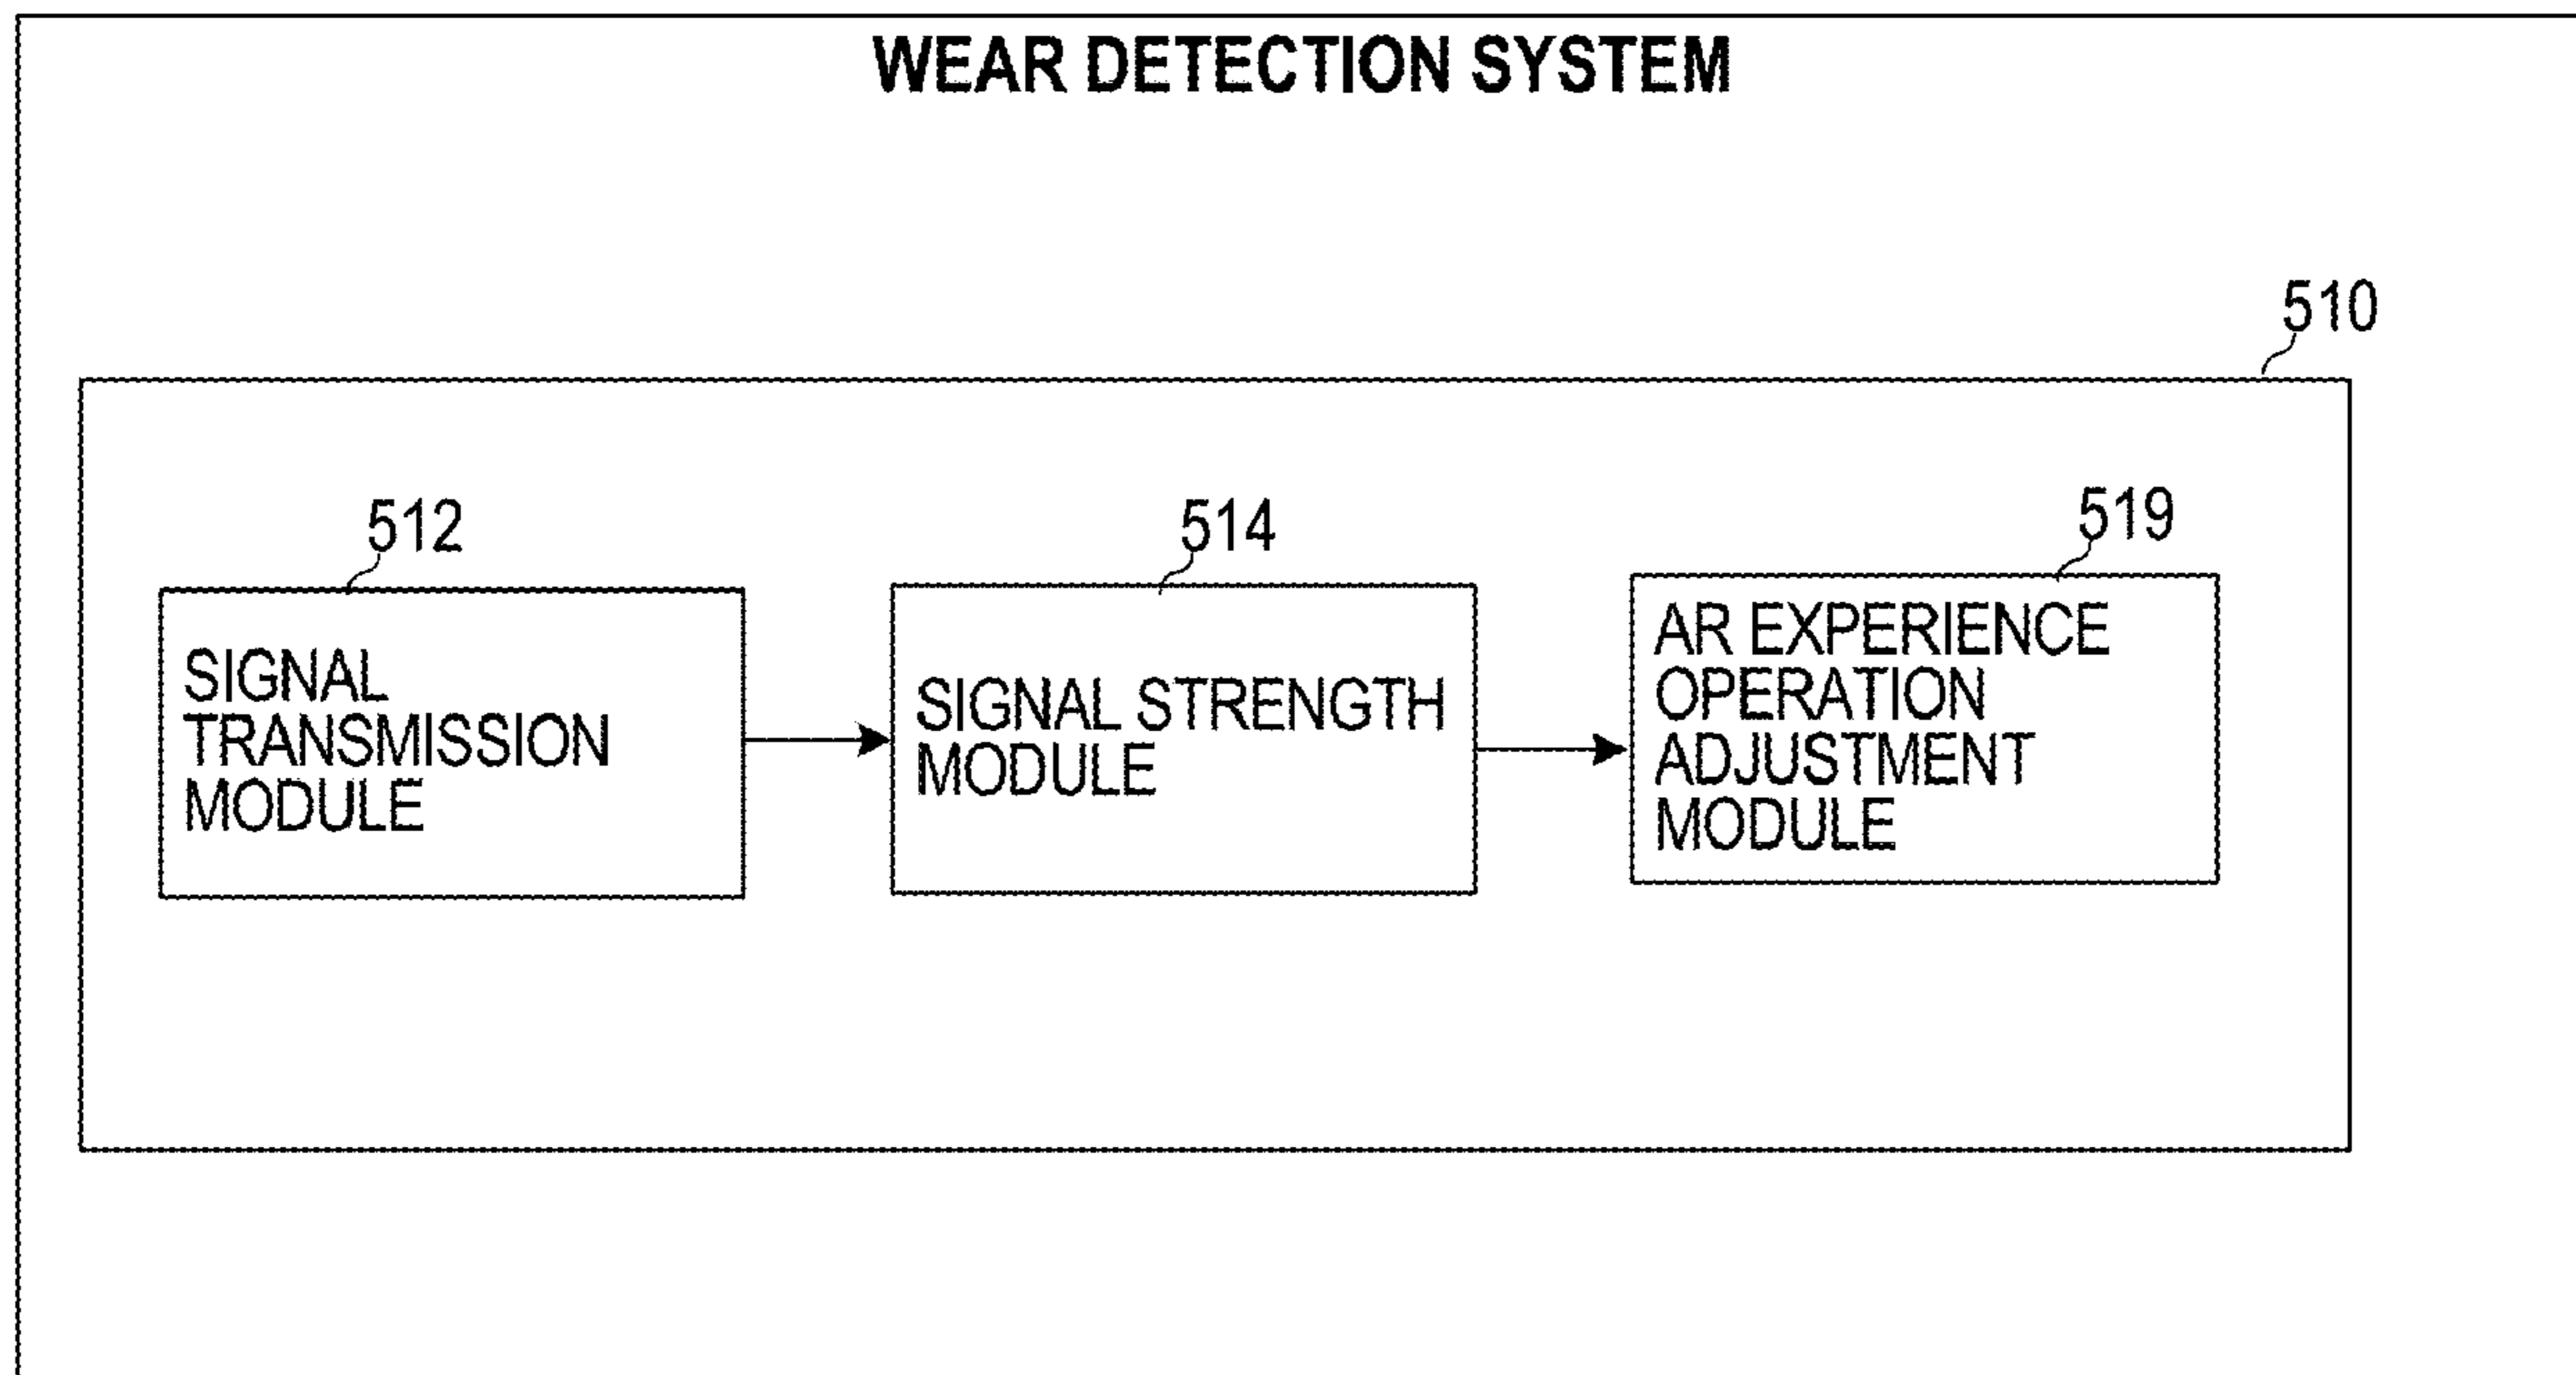 WEAR DETECTION SYSTEM
510
512
SIGNAL
TRANSMISSION
MODULE
514
SIGNAL STRENGTH
MODULE
519
AR EXPERIENCE
OPERATION
ADJUSTMENT
MODULE